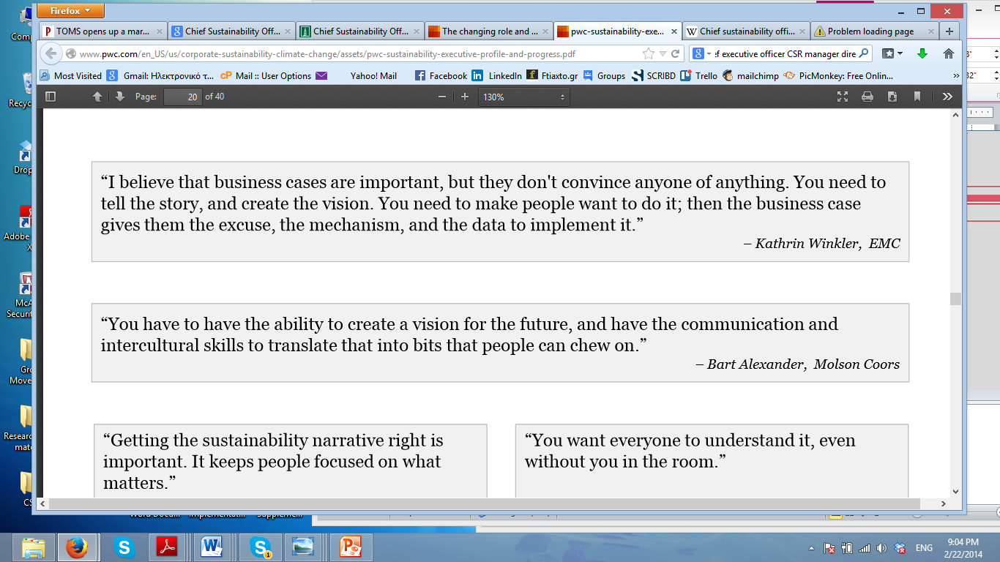 Firefox
TOMS opens up a mar...
Chief Sustainability Off...
Chief Sustainability Off...
The changing role and ...
pwc-sustainability-exe...
Chief sustainability offi...
Problem loading page
www.pwc.com/en_US/us/corporate-sustainability-climate-change/assets/pwc-sustainability-executive-profile-and-progress.pdf
ef executive officer CSR manager dire
Most Visited
Gmail: Ηλεκτρονικό τ...
Mail :: User Options
Yahoo! Mail
Facebook
LinkedIn
Ftiaxto.gr
Groups
SCRIBD
Trello
mailchimp
PicMonkey: Free Onlin...
Page: 20 of 40
130%
“I believe that business cases are important, but they don't convince anyone of anything. You need to
tell the story, and create the vision. You need to make people want to do it; then the business case
gives them the excuse, the mechanism, and the data to implement it.”
– Kathrin Winkler, EMC
“You have to have the ability to create a vision for the future, and have the communication and
intercultural skills to translate that into bits that people can chew on.”
– Bart Alexander, Molson Coors
“Getting the sustainability narrative right is
important. It keeps people focused on what
matters.”
“You want everyone to understand it, even
without you in the room.”
Comp
Recyc
Drop
Adobe
X
McA
Securit
Gro
Move
Resear
mate
CS
ENG
9:04 PM
2/22/2014